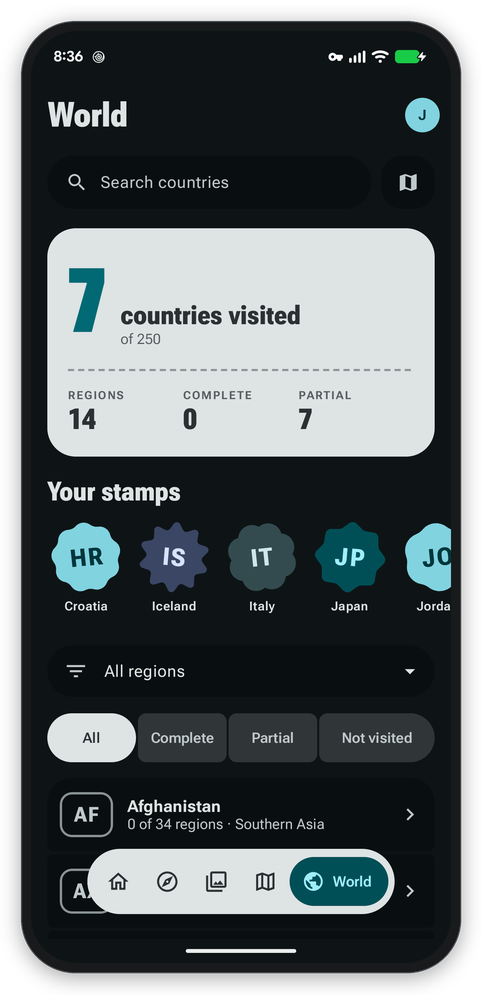 8:36
World
J
Search countries
7
countries visited
of 250
REGIONS COMPLETE PARTIAL
14 0 7
Your stamps
HR IS IT JP JO
Croatia Iceland Italy Japan Jorda
All regions
All Complete Partial Not visited
AF
Afghanistan
0 of 34 regions · Southern Asia
World